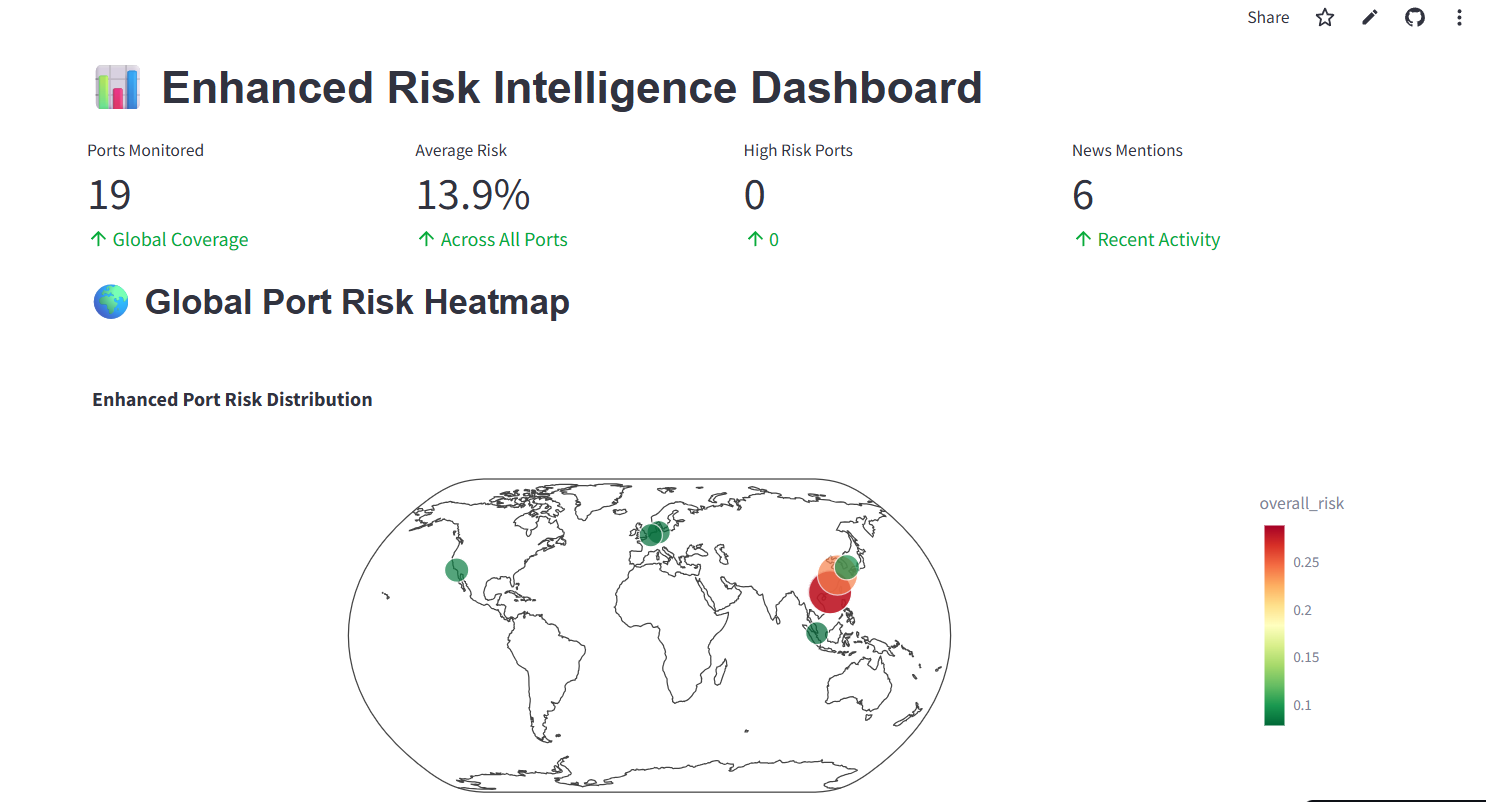 Share
Enhanced Risk Intelligence Dashboard
Ports Monitored
19
↑ Global Coverage
Average Risk
13.9%
↑ Across All Ports
High Risk Ports
0
↑ 0
News Mentions
6
↑ Recent Activity
Global Port Risk Heatmap
Enhanced Port Risk Distribution
overall_risk
0.25
0.2
0.15
0.1